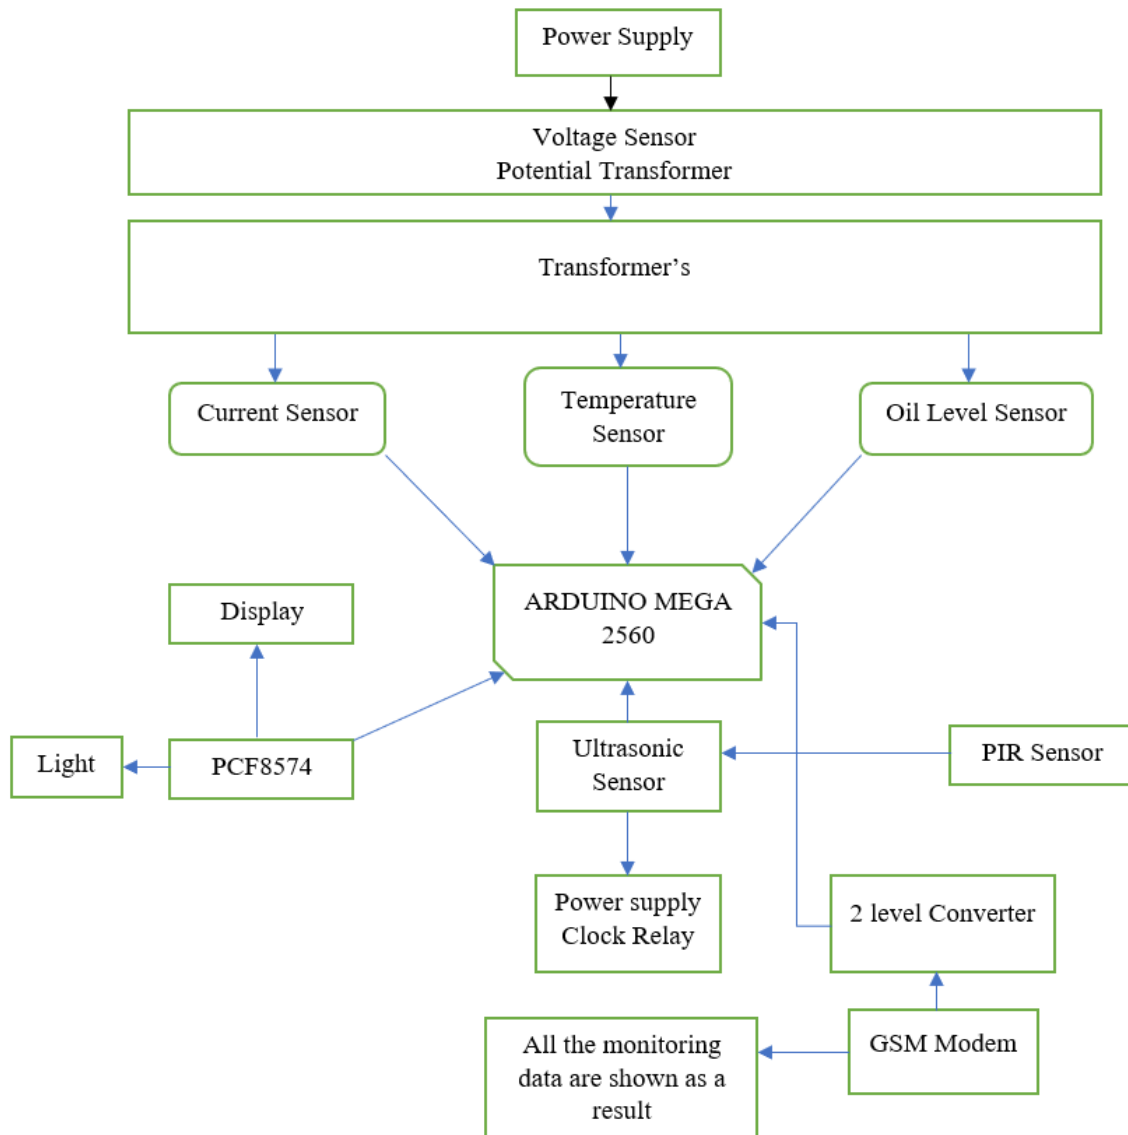 Power Supply
Voltage Sensor
Potential Transformer
Transformer’s
Current Sensor
Temperature
Sensor
Oil Level Sensor
ARDUINO MEGA
2560
Display
Light
PCF8574
Ultrasonic
Sensor
PIR Sensor
Power supply
Clock Relay
2 level Converter
GSM Modem
All the monitoring
data are shown as a
result